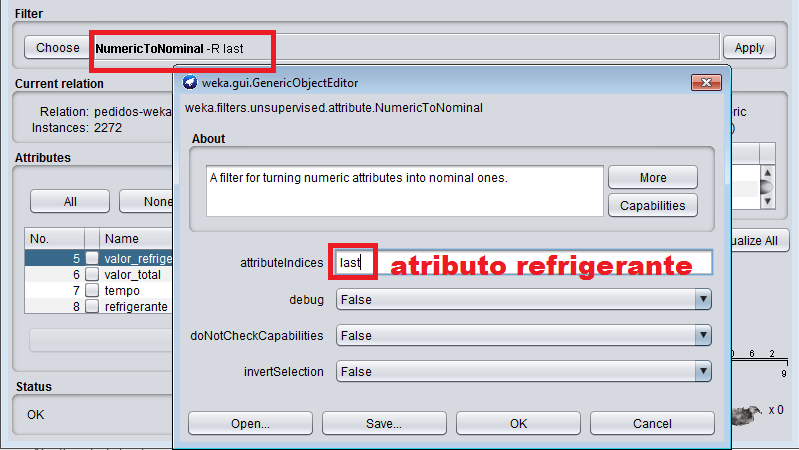 Filter
Choose NumericToNominal -R last Apply
weka.gui.GenericObjectEditor
Current relation
weka.filters.unsupervised.attribute.NumericToNominal
Relation: pedidos-weka
Instances: 2272
About
Attributes
A filter for turning numeric attributes into nominal ones.
More
Capabilities
All None
No. Name
5 valor_refrige
6 valor_total
7 tempo
8 refrigerante
attributeIndices last atributo refrigerante
debug False
doNotCheckCapabilities False
invertSelection False
ualize All
0 6 2
9
Status
OK
x 0
Open... Save... OK Cancel